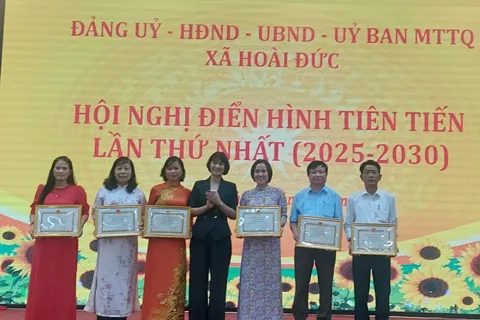 ĐẢNG UỶ - HĐND - UBND - UỶ BAN MTTQ
XÃ HOÀI ĐỨC
HỘI NGHỊ ĐIỂN HÌNH TIÊN TIẾN
LẦN THỨ NHẤT (2025-2030)